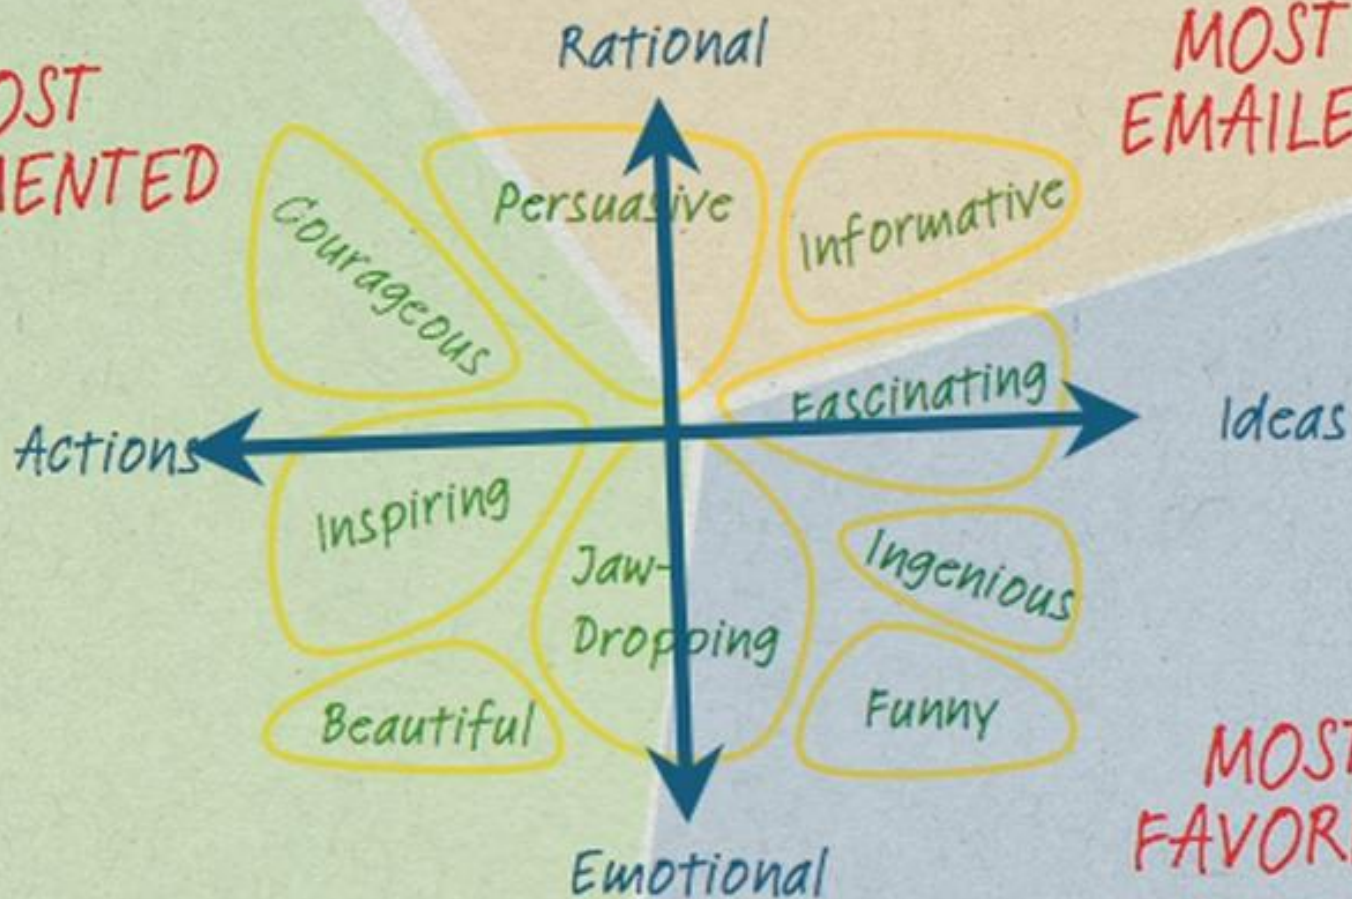 Rational
MOST
EMAILE
OST
MENTED
Persuasive
Informative
Courageous
Fascinating
Actions
Ideas
Inspiring
Jaw-
Dropping
Ingenious
Beautiful
Funny
MOST
FAVOR
Emotional